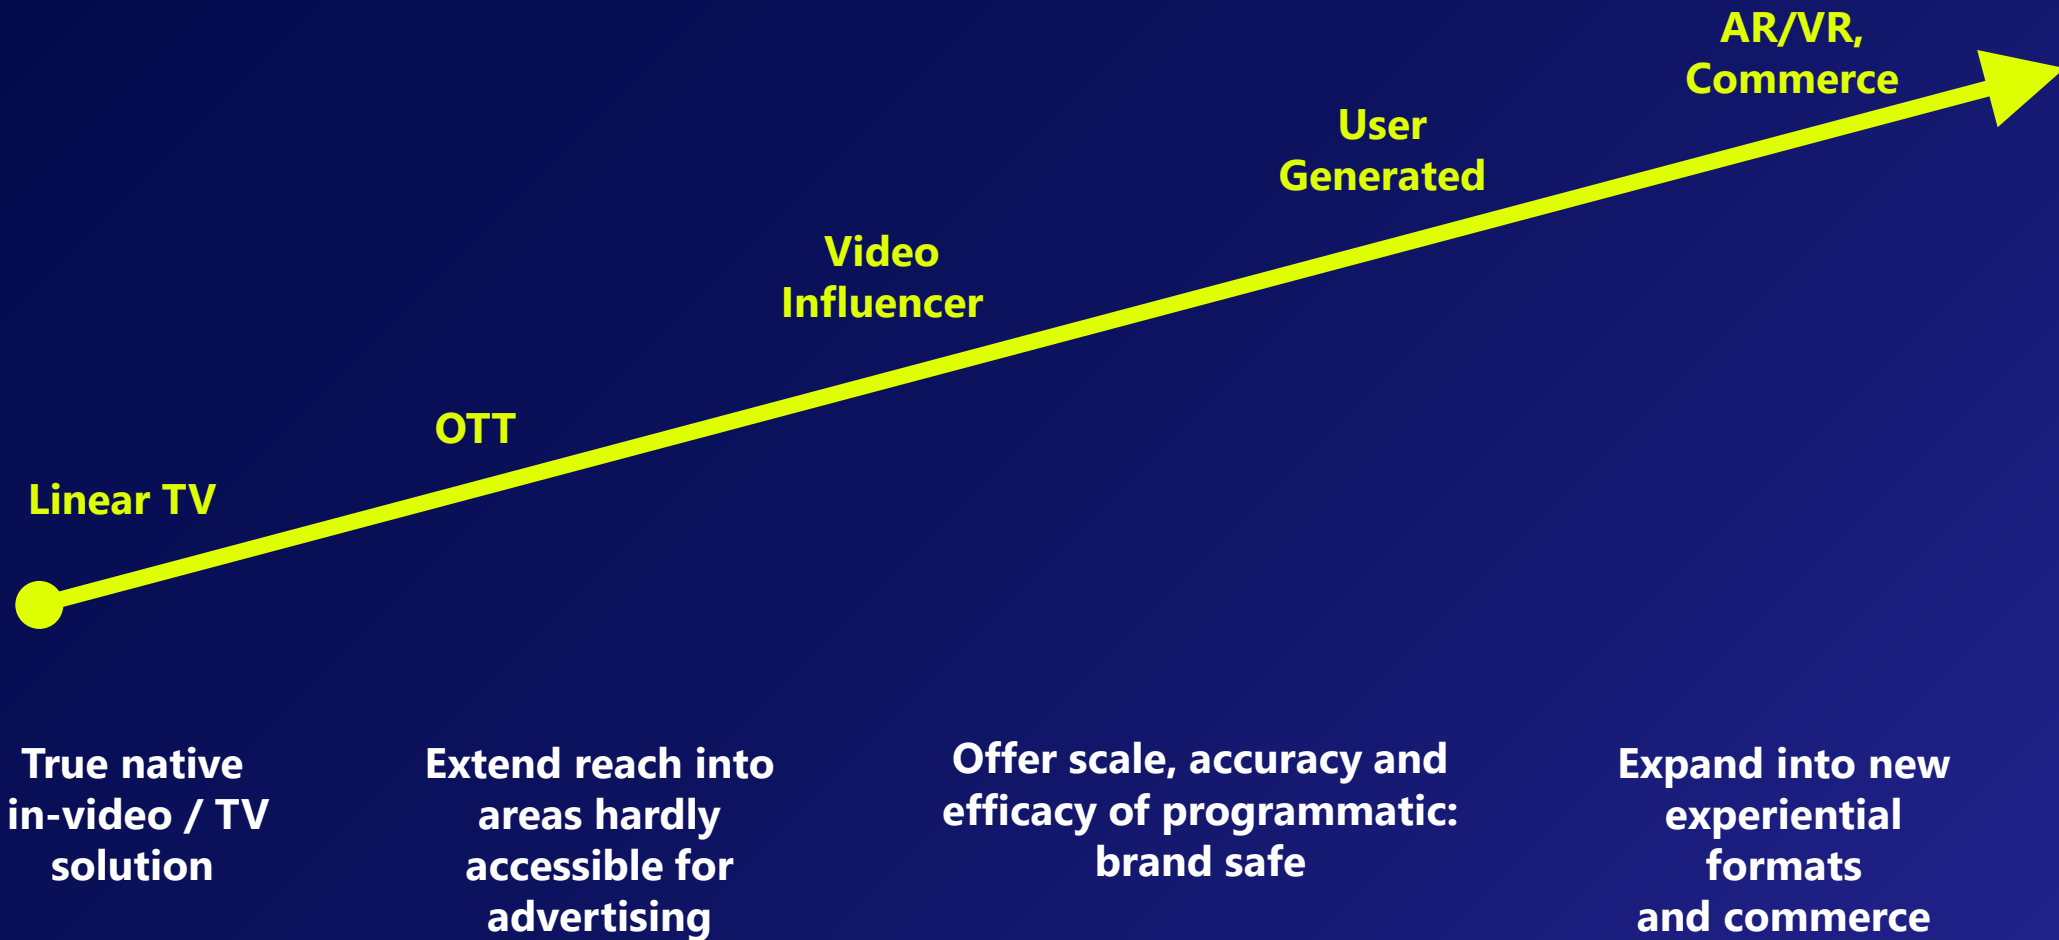 AR/VR,
Commerce
User
Generated
Video
Influencer
OTT
Linear TV
True native
in-video / TV
solution
Extend reach into
areas hardly
accessible for
advertising
Offer scale, accuracy and
efficacy of programmatic:
brand safe
Expand into new
experiential
formats
and commerce